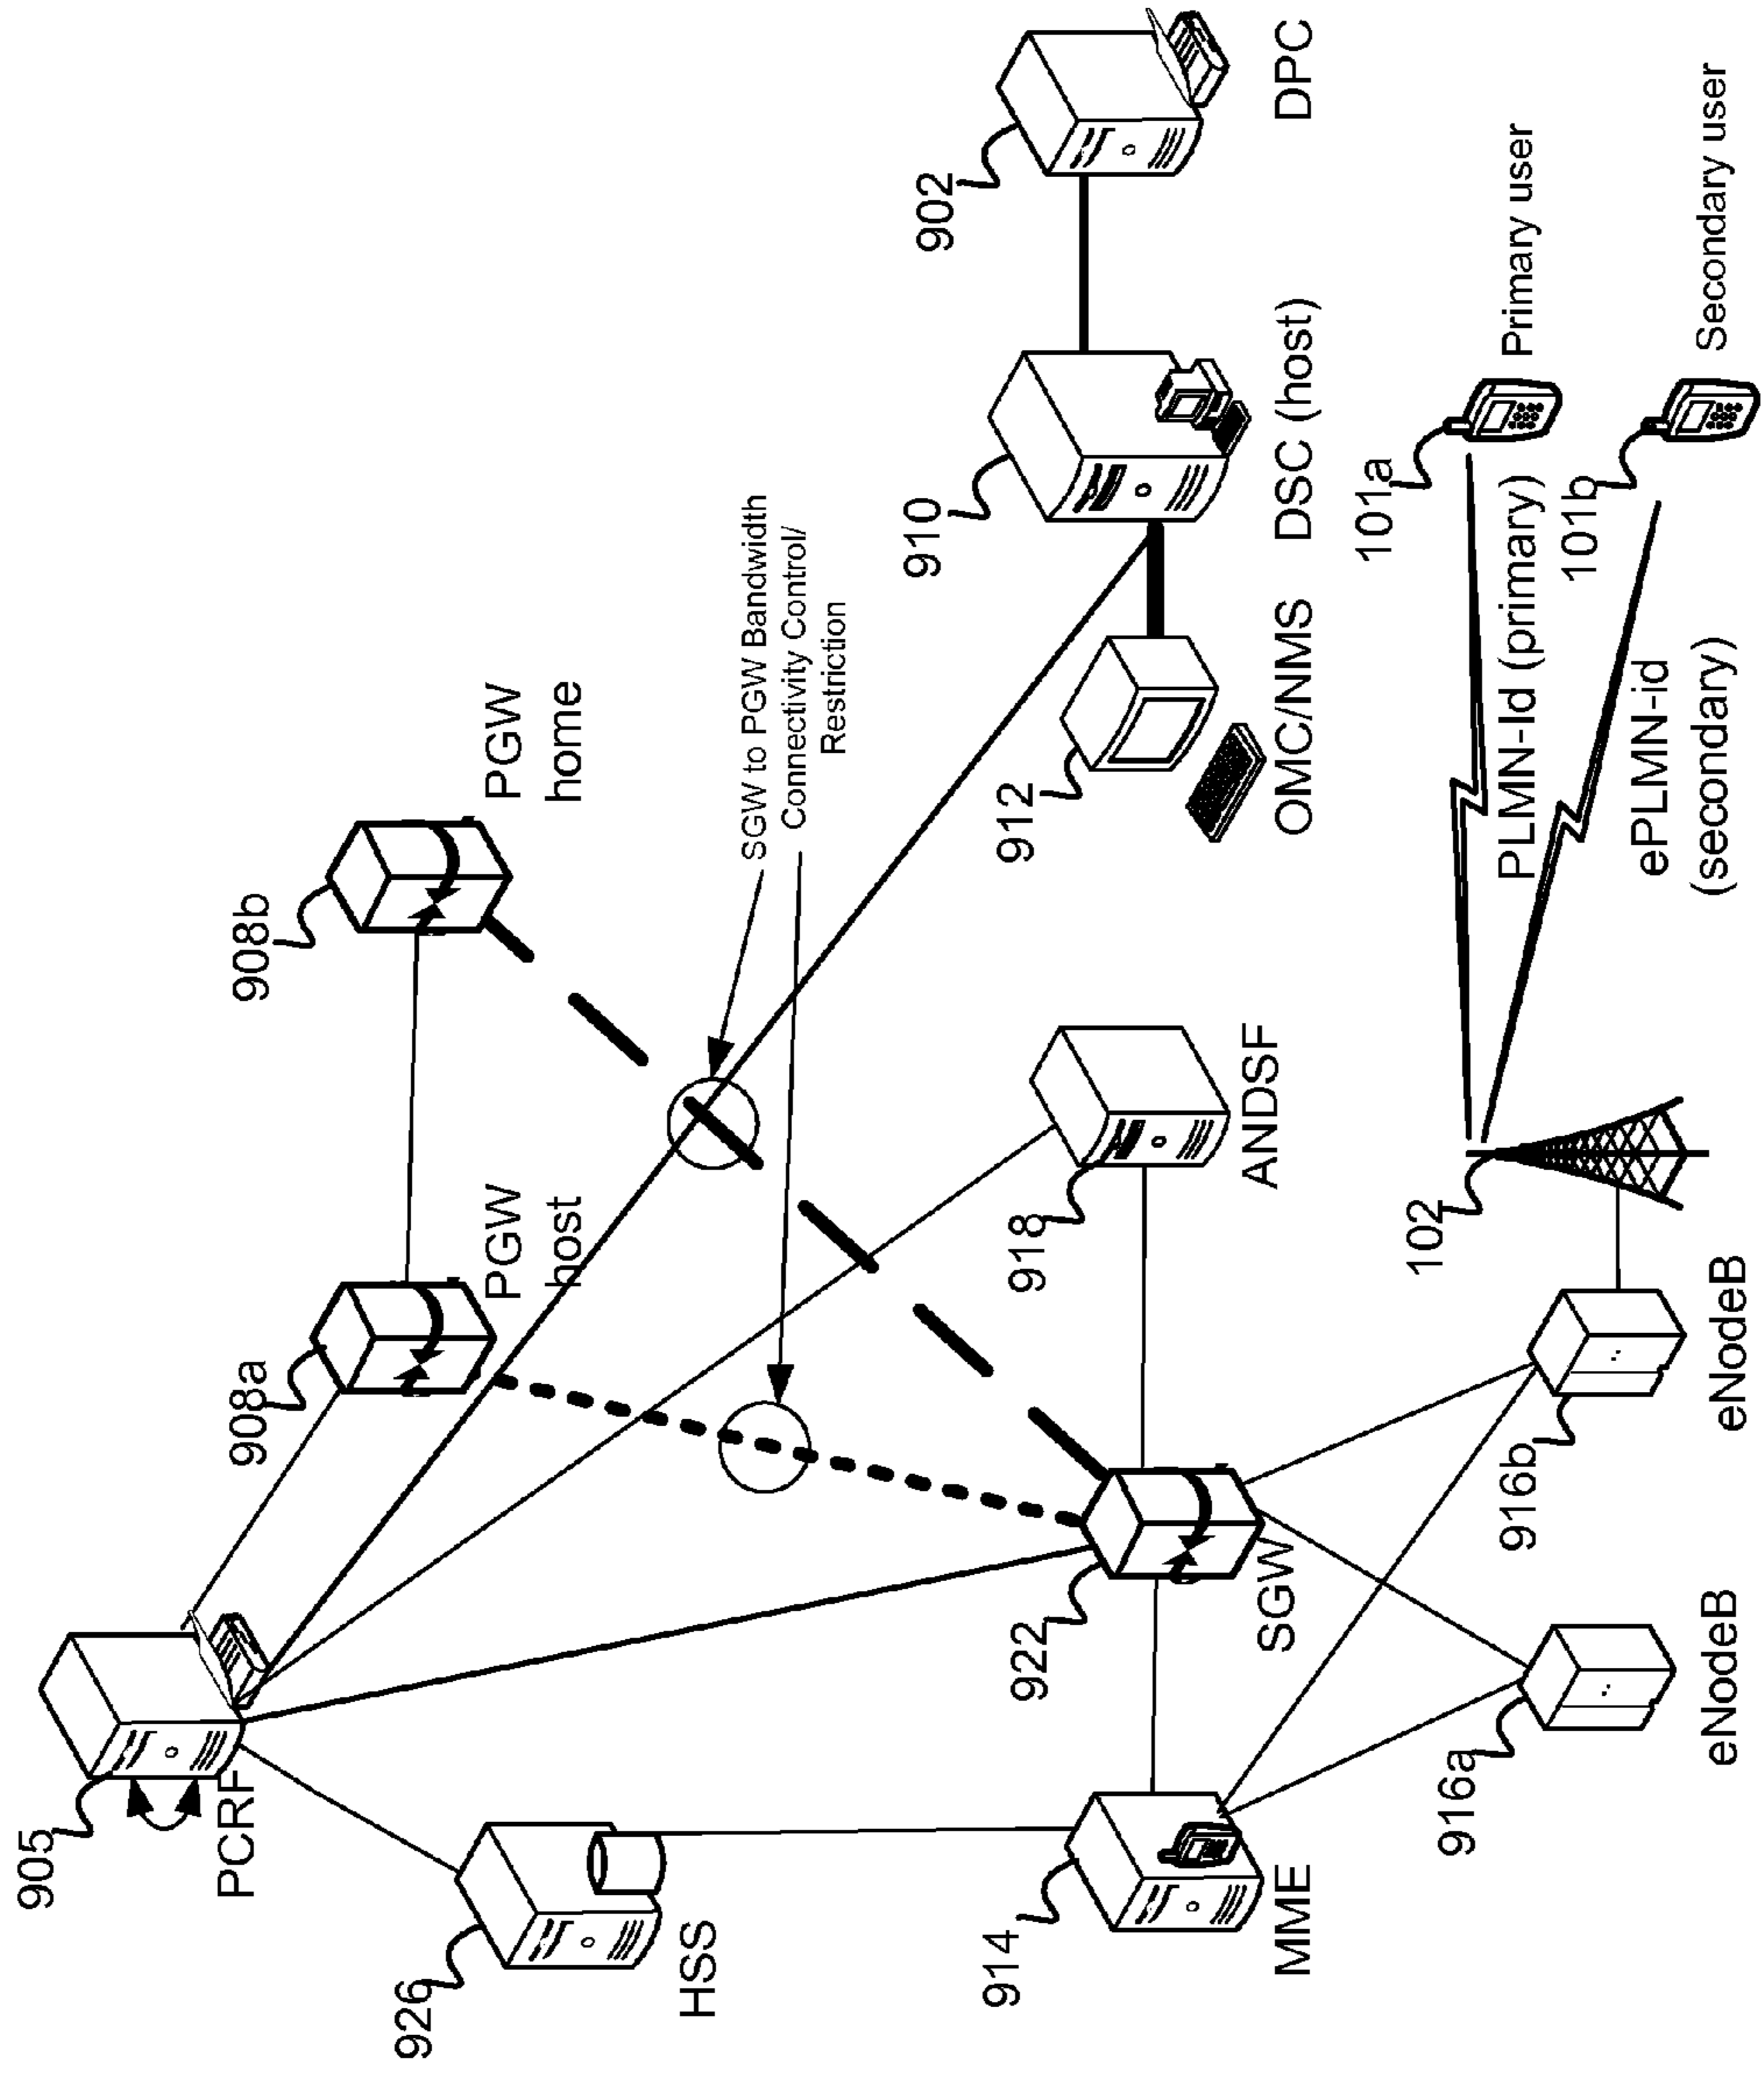 905
PCRF
926
HSS
908a
PGW
host
908b
PGW
home
SGW to PGW Bandwidth
Connectivity Control/
Restriction
914
MME
922
SGW
918
ANDSF
912
OMC/NMS
910
DSC (host)
902
DPC
916a
eNodeB
916b
eNodeB
102
PLMN-Id (primary)
ePLMN-id
(secondary)
101a
Primary user
101b
Secondary user